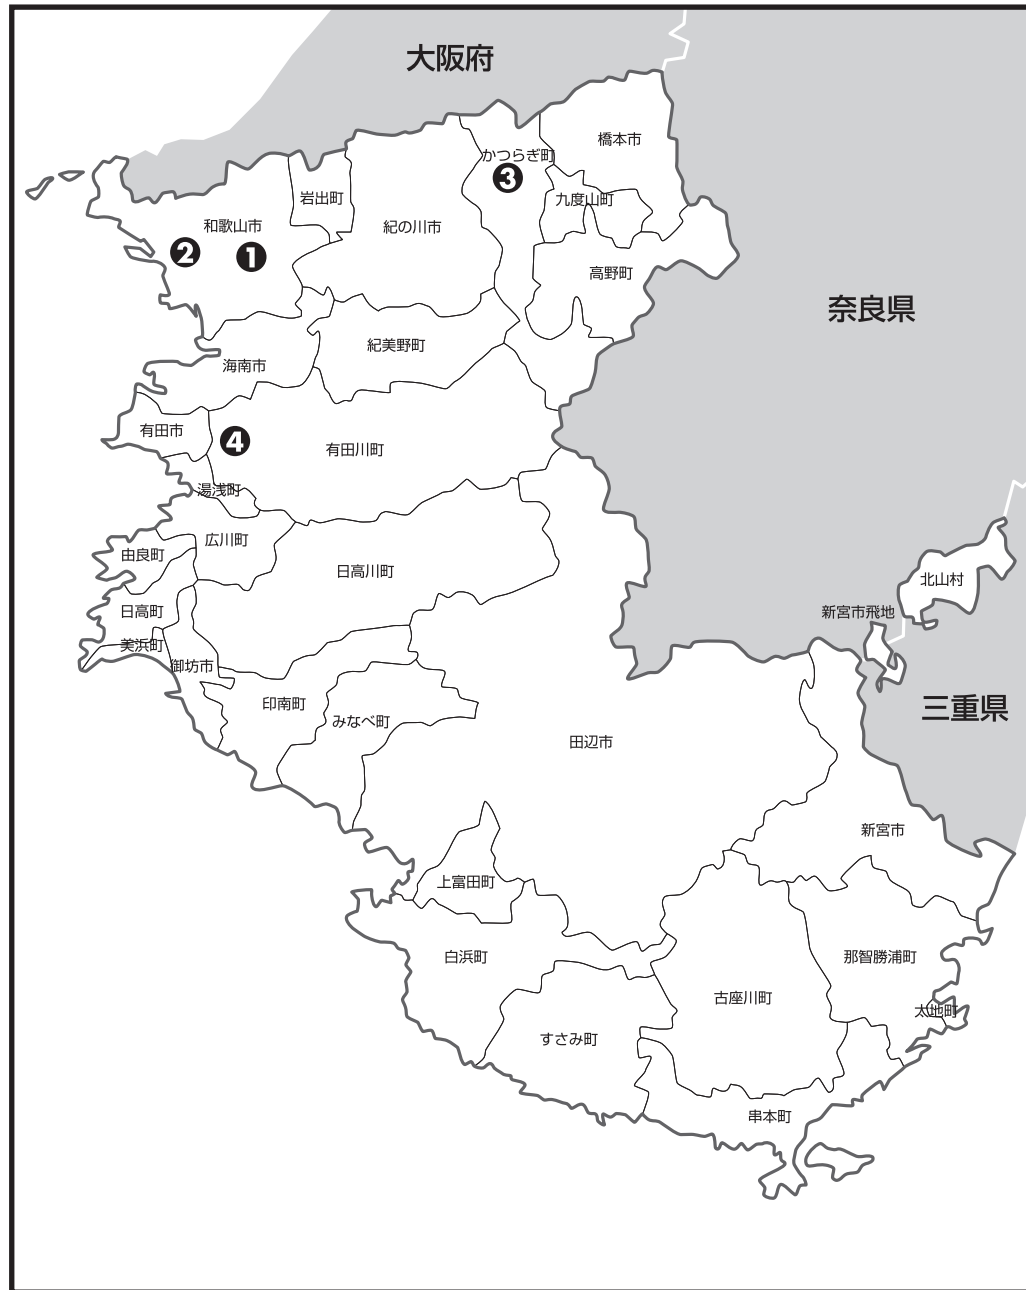 大阪府
橋本市
かつらぎ町
❸
岩出町
九度山町
和歌山市
紀の川市
❷
❶
高野町
奈良県
紀美野町
海南市
有田市
❹
有田川町
湯浅町
広川町
由良町
日高川町
北山村
日高町
新宮市飛地
美浜町
御坊市
印南町
三重県
みなべ町
田辺市
新宮市
上富田町
白浜町
那智勝浦町
古座川町
太地町
すさみ町
串本町